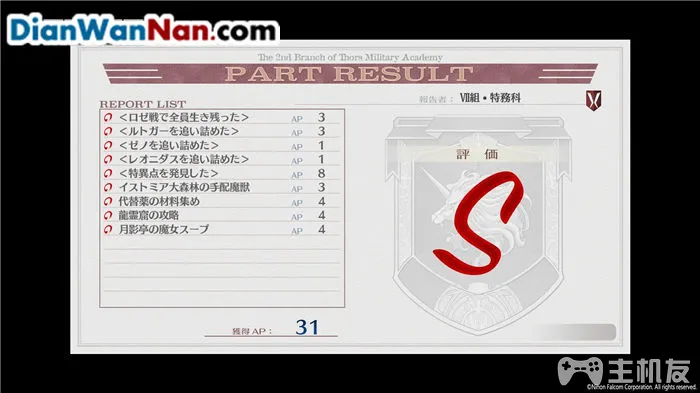 DianWanNan.com
The 2nd Branch of Thors Military Academy
PART RESULT
REPORT LIST
報告者： Ⅶ組・特務科
＜ロゼ戦で全員生き残った＞ AP 3
＜ルトガーを追い詰めた＞ AP 3
＜ゼノを追い詰めた＞ AP 1
＜レオニダスを追い詰めた＞ AP 1
＜特異点を発見した＞ AP 8
イストミア大森林の手配魔獣 AP 3
代替薬の材料集め AP 4
龍霊窟の攻略 AP 4
月影亭の魔女スープ AP 4
評価
S
獲得 AP： 31
主机友
©Nihon Falcom Corporation. All Rights Reserved.